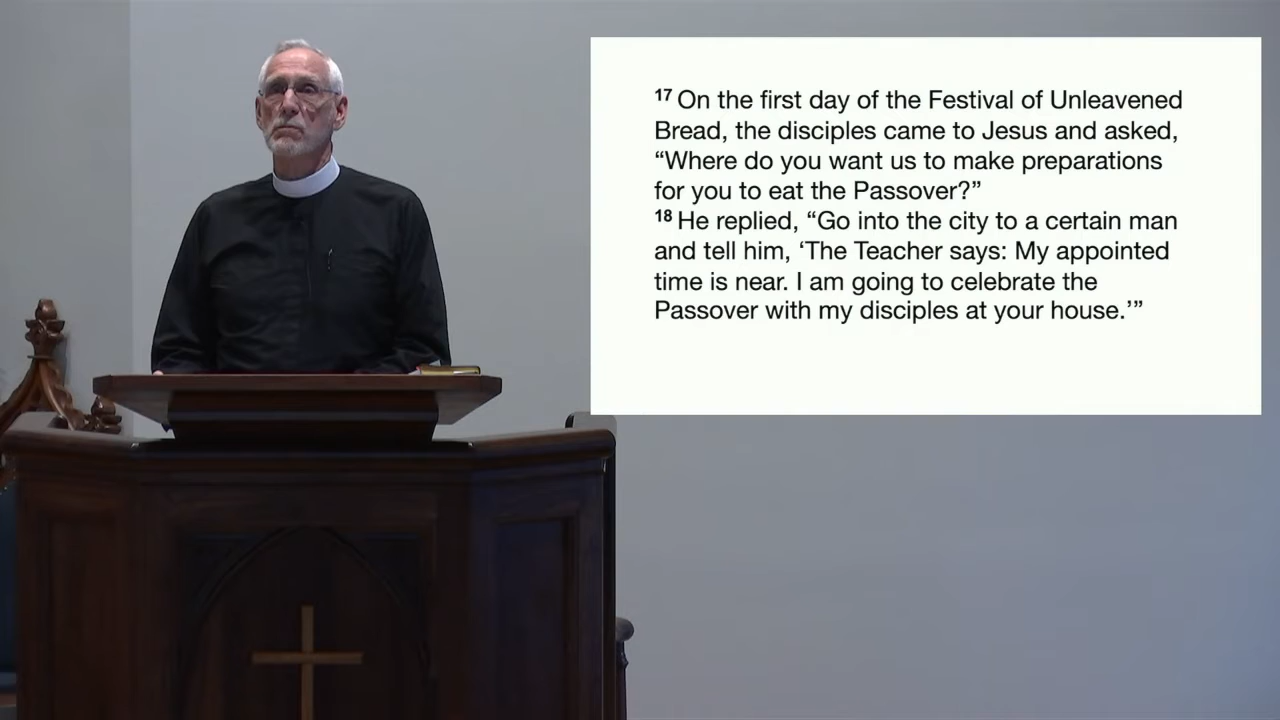 17 On the first day of the Festival of Unleavened
Bread, the disciples came to Jesus and asked,
“Where do you want us to make preparations
for you to eat the Passover?”
18 He replied, “Go into the city to a certain man
and tell him, ‘The Teacher says: My appointed
time is near. I am going to celebrate the
Passover with my disciples at your house.’”